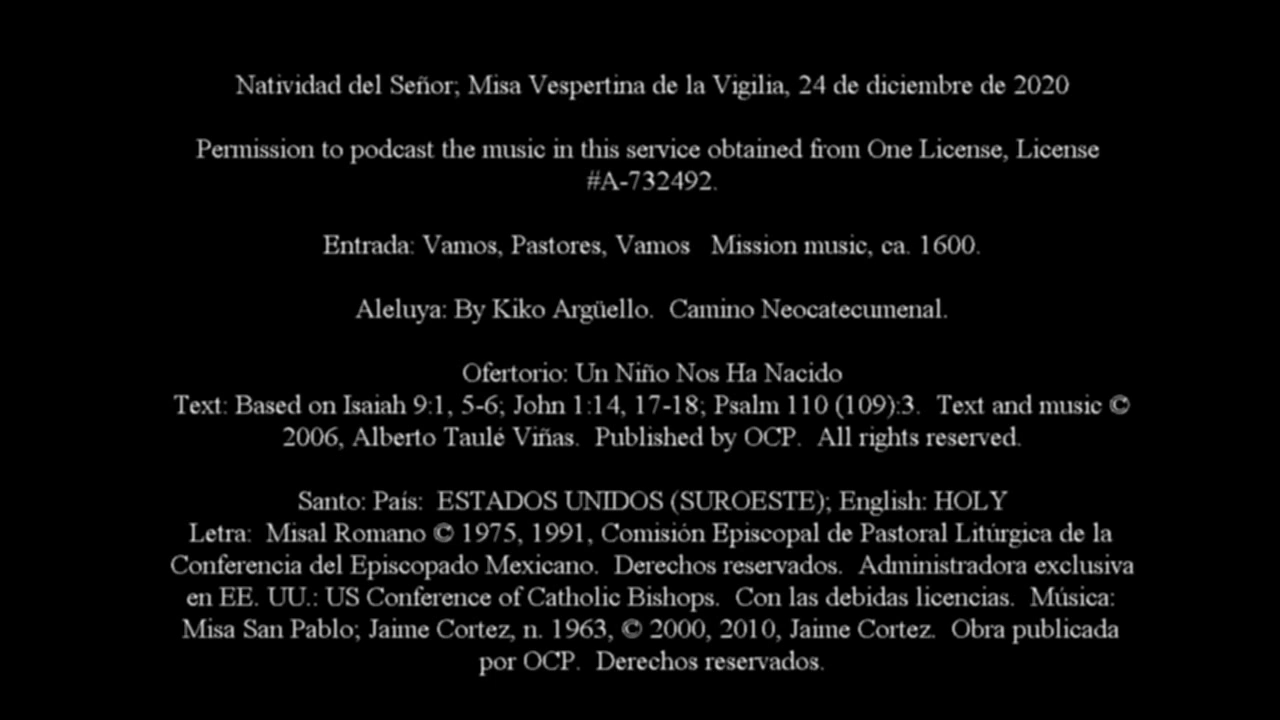 Natividad del Señor; Misa Vespertina de la Vigilia, 24 de diciembre de 2020
Permission to podcast the music in this service obtained from One License, License
#A-732492.
Entrada: Vamos, Pastores, Vamos   Mission music, ca. 1600.
Aleluya: By Kiko Argüello.  Camino Neocatecumenal.
Ofertorio: Un Niño Nos Ha Nacido
Text: Based on Isaiah 9:1, 5-6; John 1:14, 17-18; Psalm 110 (109):3.  Text and music ©
2006, Alberto Taulé Viñas.  Published by OCP.  All rights reserved.
Santo: País:  ESTADOS UNIDOS (SUROESTE); English: HOLY
Letra:  Misal Romano © 1975, 1991, Comisión Episcopal de Pastoral Litúrgica de la
Conferencia del Episcopado Mexicano.  Derechos reservados.  Administradora exclusiva
en EE. UU.: US Conference of Catholic Bishops.  Con las debidas licencias.  Música:
Misa San Pablo; Jaime Cortez, n. 1963, © 2000, 2010, Jaime Cortez.  Obra publicada
por OCP.  Derechos reservados.